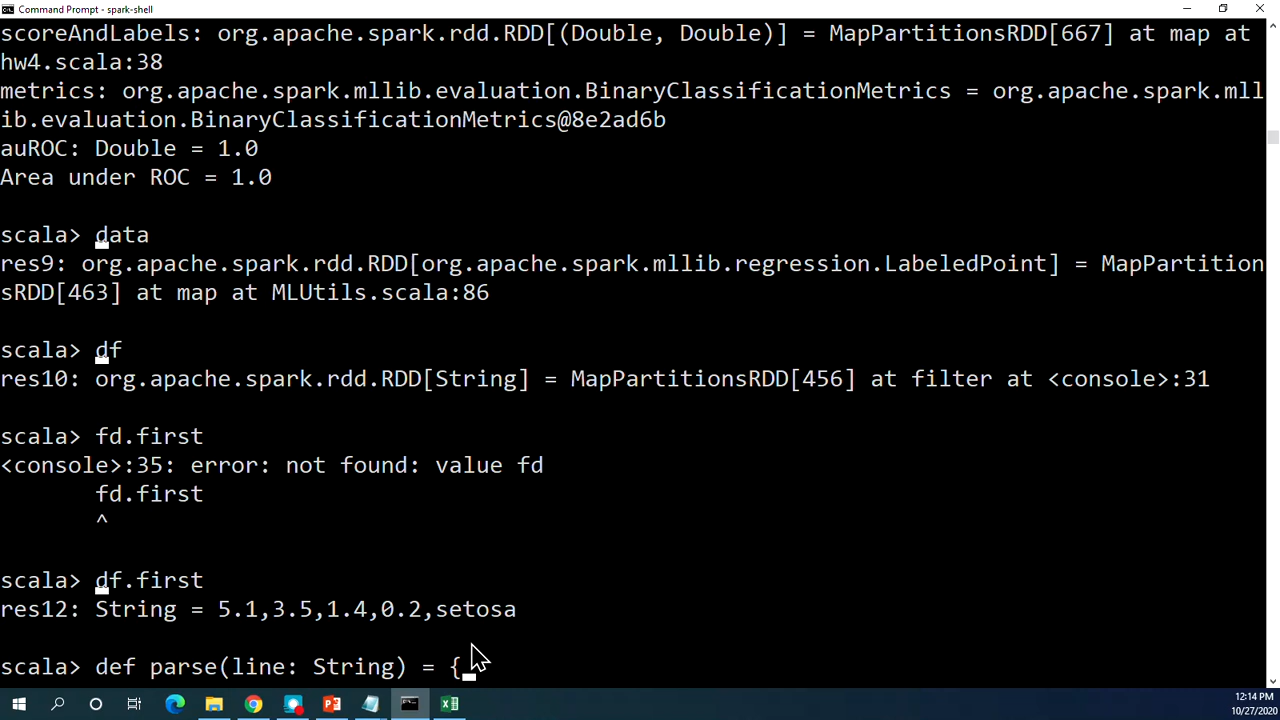 Command Prompt - spark-shell
scoreAndLabels: org.apache.spark.rdd.RDD[(Double, Double)] = MapPartitionsRDD[667] at map at
hw4.scala:38
metrics: org.apache.spark.mllib.evaluation.BinaryClassificationMetrics = org.apache.spark.mll
ib.evaluation.BinaryClassificationMetrics@8e2ad6b
auROC: Double = 1.0
Area under ROC = 1.0
scala> data
res9: org.apache.spark.rdd.RDD[org.apache.spark.mllib.regression.LabeledPoint] = MapPartition
sRDD[463] at map at MLUtils.scala:86
scala> df
res10: org.apache.spark.rdd.RDD[String] = MapPartitionsRDD[456] at filter at <console>:31
scala> fd.first
<console>:35: error: not found: value fd
fd.first
^
scala> df.first
res12: String = 5.1,3.5,1.4,0.2,setosa
scala> def parse(line: String) = {
12:14 PM
10/27/2020